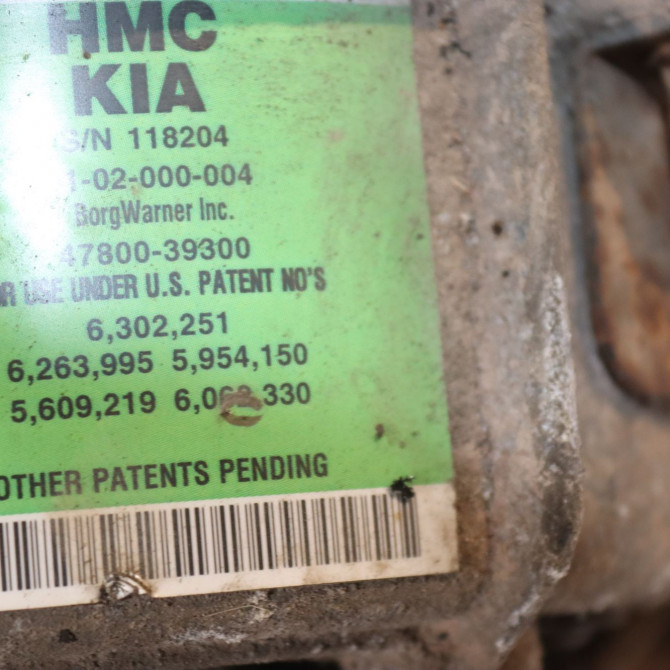 HMC
KIA
S/N 118204
1-02-000-004
BorgWarner Inc.
47800-39300
R USE UNDER U.S. PATENT NO'S
6,302,251
6,263,995 5,954,150
5,609,219
OTHER PATENTS PENDING